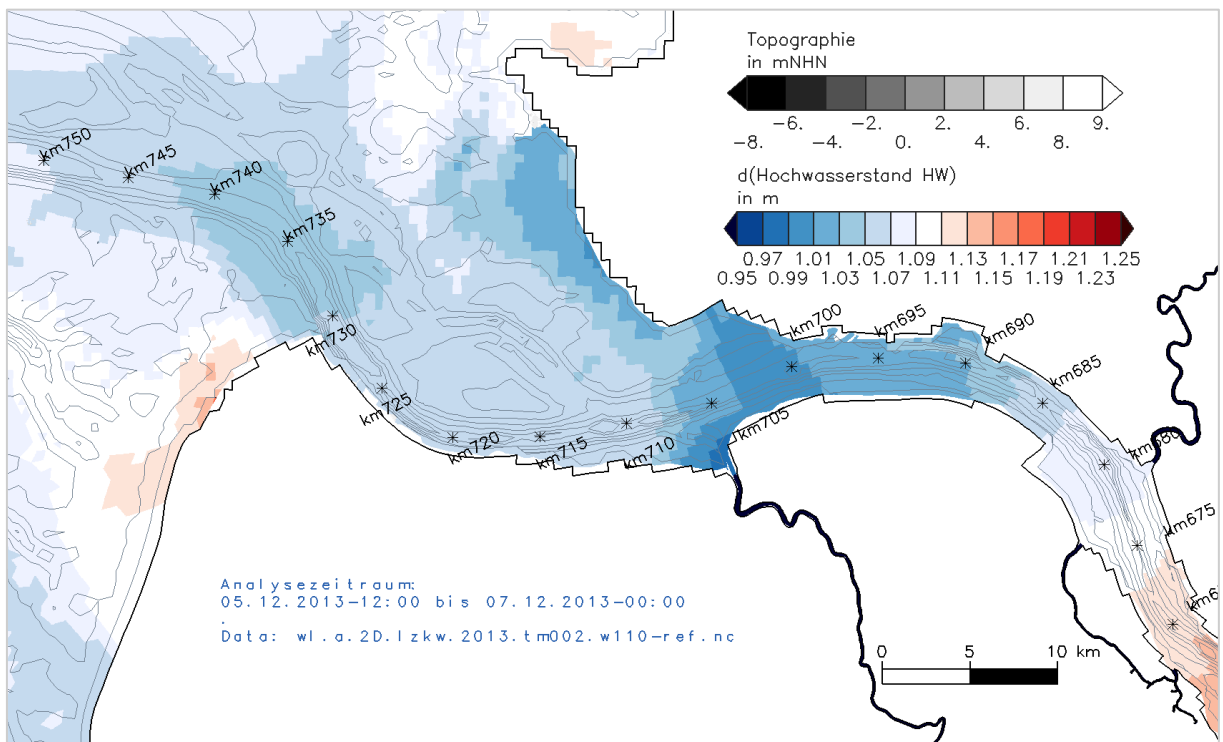 Topographie
in mNHN
-6. -2. 2. 6. 9.
-8. -4. 0. 4. 8.
d(Hochwasserstand HW)
in m
0.97 1.01 1.05 1.09 1.13 1.17 1.21 1.25
0.95 0.99 1.03 1.07 1.11 1.15 1.19 1.23
km750
km745
km740
km735
km730
km725
km720
km715
km710
km705
km700
km695
km690
km685
km680
km675
Analysezeitraum:
05.12.2013-12:00 bis 07.12.2013-00:00
.
Data: wl.a.2D.lzkw.2013.tm002.w110-ref.nc
0 5 10 km